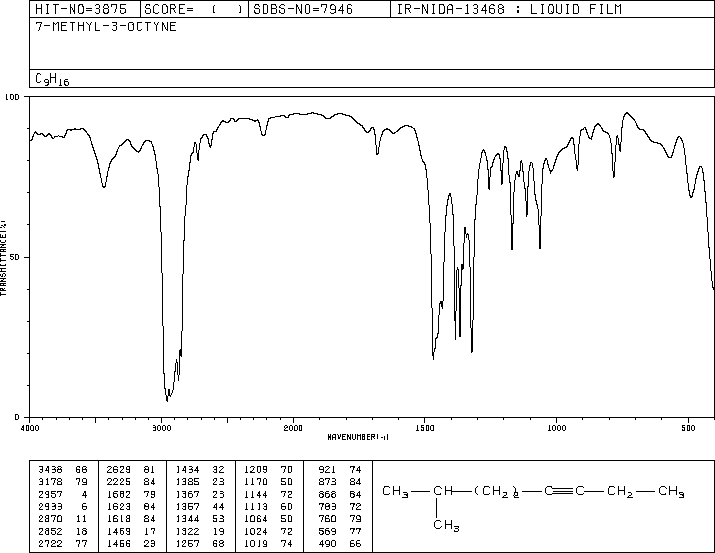 HIT-NO=3875 SCORE= ( ) SDBS-NO=7946 IR-NIDA-13468 : LIQUID FILM
7-METHYL-3-OCTYNE
C9H16
100
50
0
TRANSMITTANCE(%)
4000 3000 2000 1500 1000 500
WAVENUMBER(-1)
3438 68 2629 81 1434 32 1209 70 921 74
3178 79 2225 84 1385 23 1170 50 873 84
2957 4 1682 79 1367 23 1144 72 868 84
2933 6 1623 84 1357 44 1113 60 783 72
2870 11 1618 84 1344 53 1064 50 760 79
2852 18 1469 17 1322 19 1024 72 569 77
2722 77 1466 23 1257 68 1019 74 490 66
CH3 CH (CH2)2 C C CH2 CH3
CH3